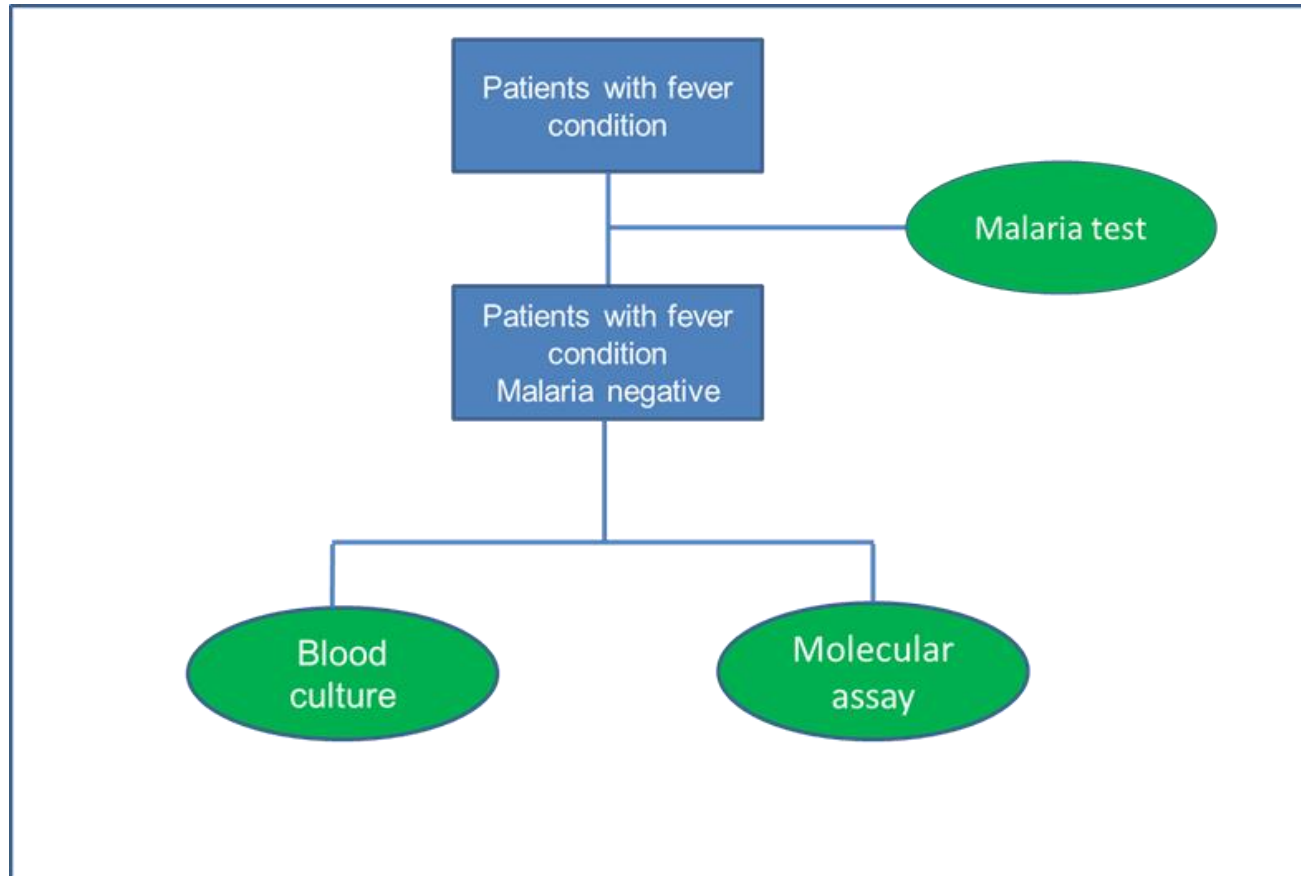 Patients with fever
condition
Malaria test
Patients with fever
condition
Malaria negative
Blood
culture
Molecular
assay